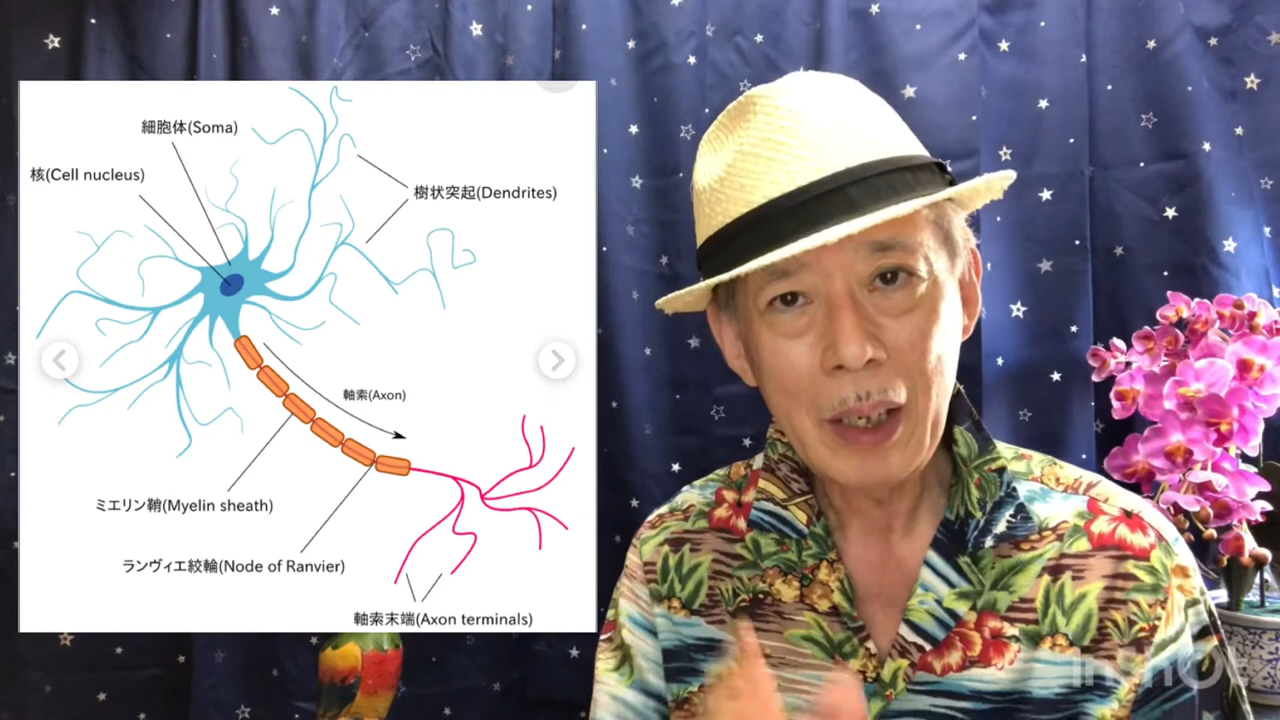 細胞体(Soma)
核(Cell nucleus)
樹状突起(Dendrites)
軸索(Axon)
ミエリン鞘(Myelin sheath)
ランヴィエ絞輪(Node of Ranvier)
軸索末端(Axon terminals)
InShOt